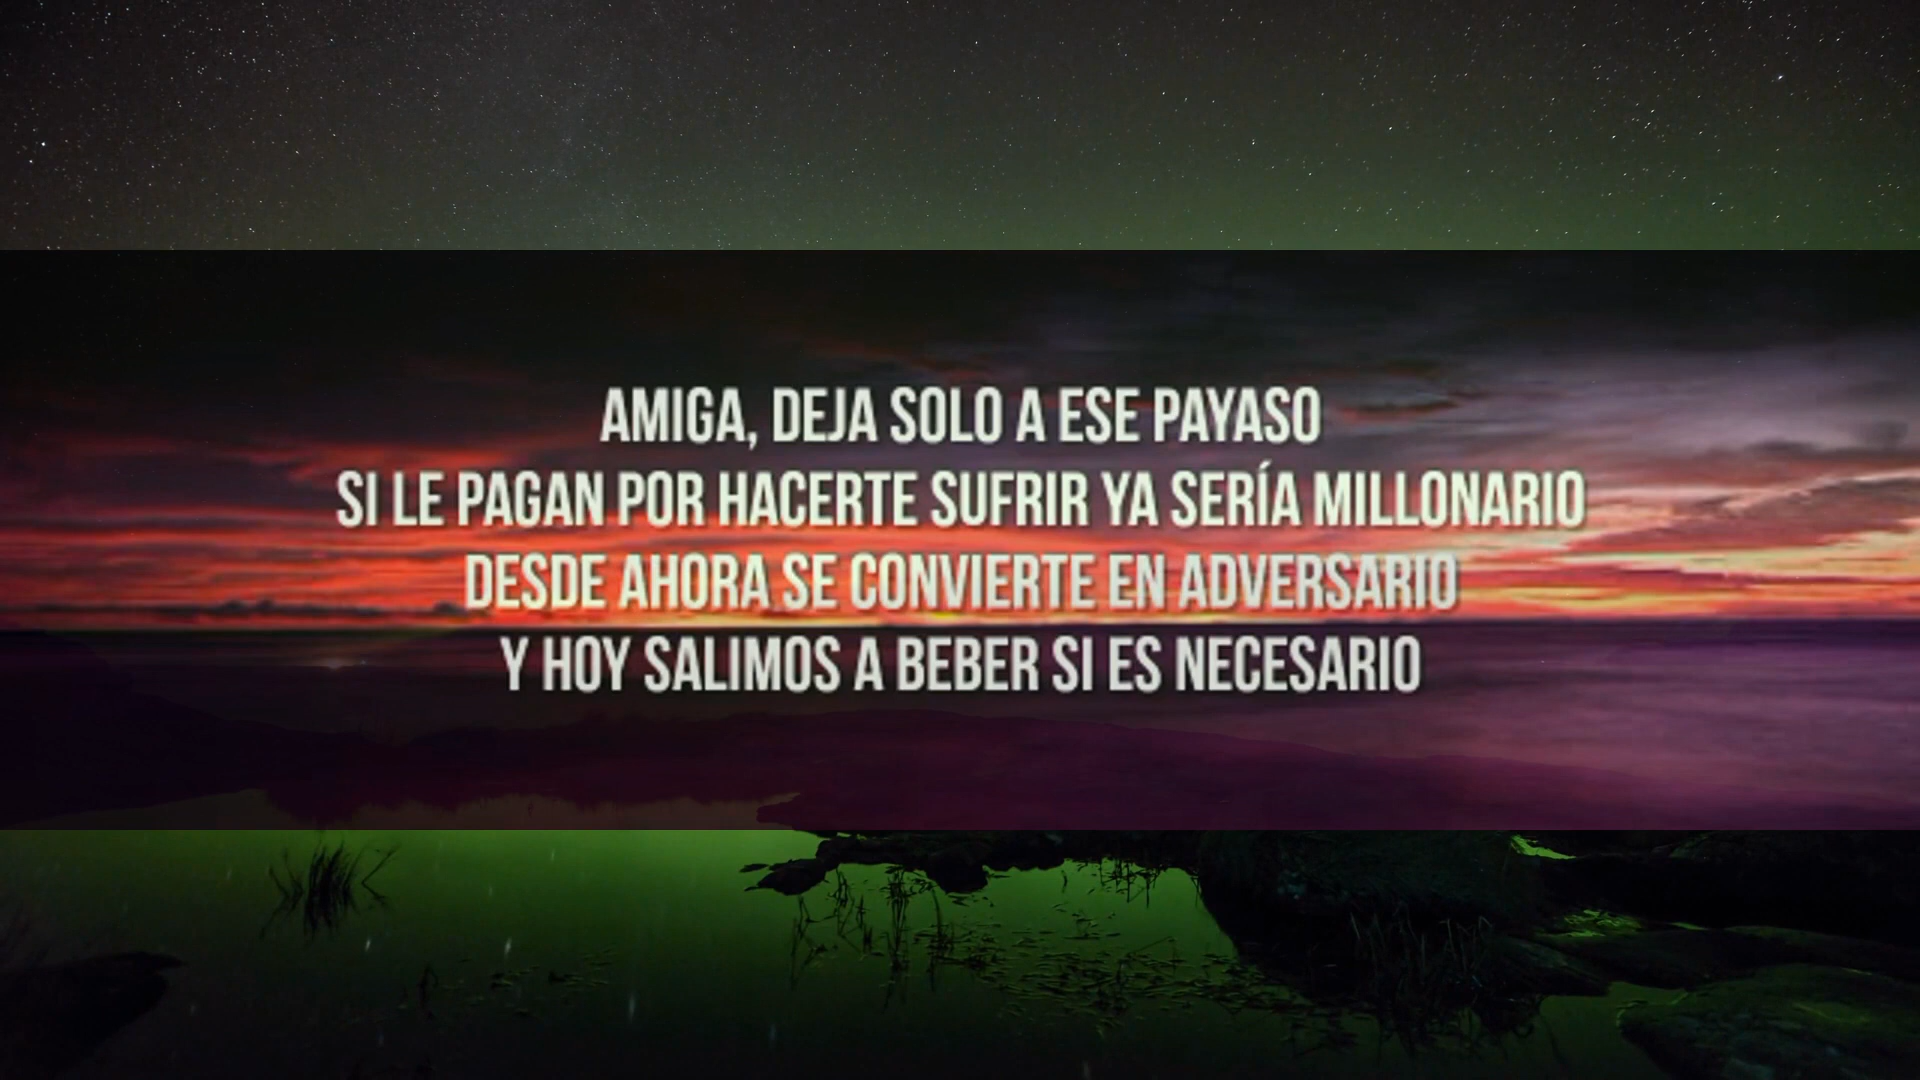 AMIGA, DEJA SOLO A ESE PAYASO
SI LE PAGAN POR HACERTE SUFRIR YA SERÍA MILLONARIO
DESDE AHORA SE CONVIERTE EN ADVERSARIO
Y HOY SALIMOS A BEBER SI ES NECESARIO